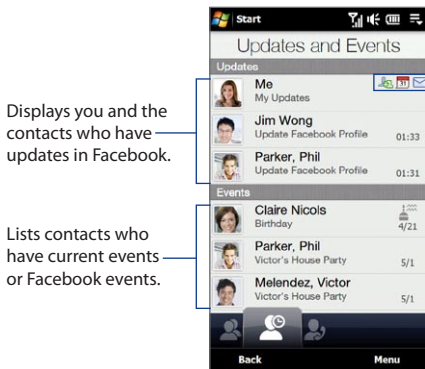 Start
Updates and Events
Updates
Me
My Updates
31
Jim Wong
Update Facebook Profile 01:33
Parker, Phil
Update Facebook Profile 01:31
Events
Claire Nicols
Birthday 4/21
Parker, Phil
Victor's House Party 5/1
Melendez, Victor
Victor's House Party 5/1
Back Menu
Displays you and the
contacts who have
updates in Facebook.
Lists contacts who
have current events
or Facebook events.